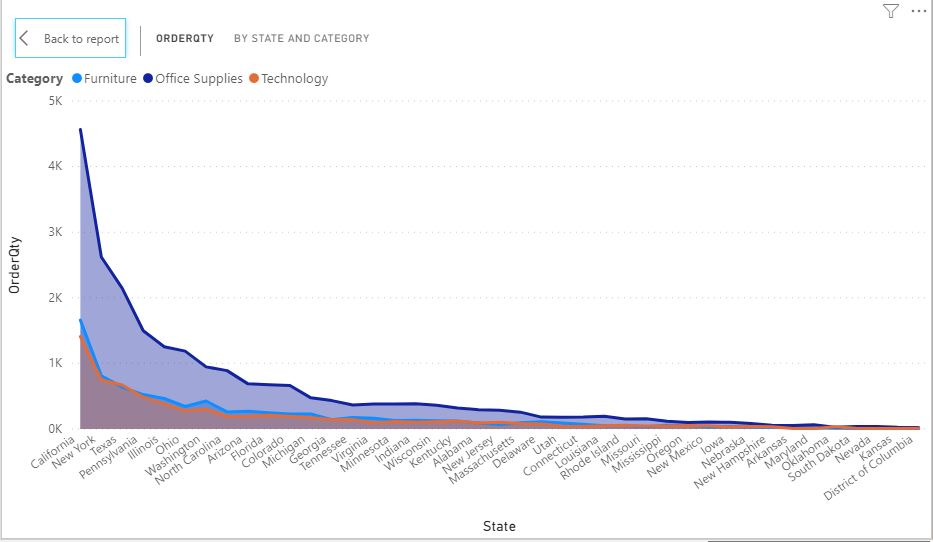 Back to report
ORDERQTY BY STATE AND CATEGORY
Category Furniture Office Supplies Technology
5K
4K
3K
2K
1K
0K
OrderQty
California
New York
Texas
Pennsylvania
Illinois
Ohio
Washington
North Carolina
Arizona
Florida
Colorado
Michigan
Georgia
Tennessee
Virginia
Minnesota
Indiana
Wisconsin
Kentucky
Alabama
New Jersey
Massachusetts
Delaware
Utah
Connecticut
Louisiana
Rhode Island
Missouri
Mississippi
Oregon
New Mexico
Iowa
Nebraska
New Hampshire
Arkansas
Maryland
Oklahoma
South Dakota
Nevada
Kansas
District of Columbia
State